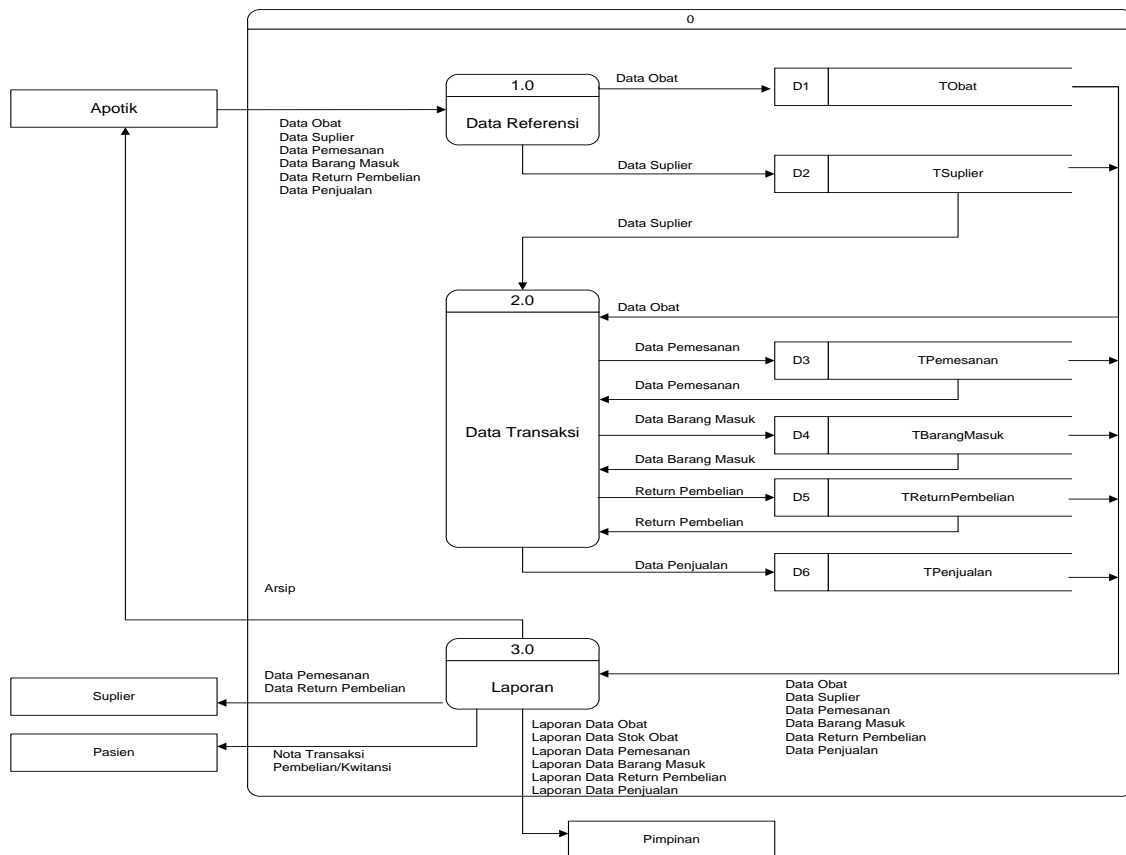 0
Apotik
Data Obat
Data Suplier
Data Pemesanan
Data Barang Masuk
Data Return Pembelian
Data Penjualan
1.0
Data Referensi
Data Obat
D1
TObat
Data Suplier
D2
TSuplier
Data Suplier
2.0
Data Transaksi
Data Obat
Data Pemesanan
D3
TPemesanan
Data Pemesanan
Data Barang Masuk
D4
TBarangMasuk
Data Barang Masuk
Return Pembelian
D5
TReturnPembelian
Return Pembelian
Data Penjualan
D6
TPenjualan
Arsip
3.0
Laporan
Data Pemesanan
Data Return Pembelian
Suplier
Pasien
Nota Transaksi
Pembelian/Kwitansi
Laporan Data Obat
Laporan Data Stok Obat
Laporan Data Pemesanan
Laporan Data Barang Masuk
Laporan Data Return Pembelian
Laporan Data Penjualan
Data Obat
Data Suplier
Data Pemesanan
Data Barang Masuk
Data Return Pembelian
Data Penjualan
Pimpinan